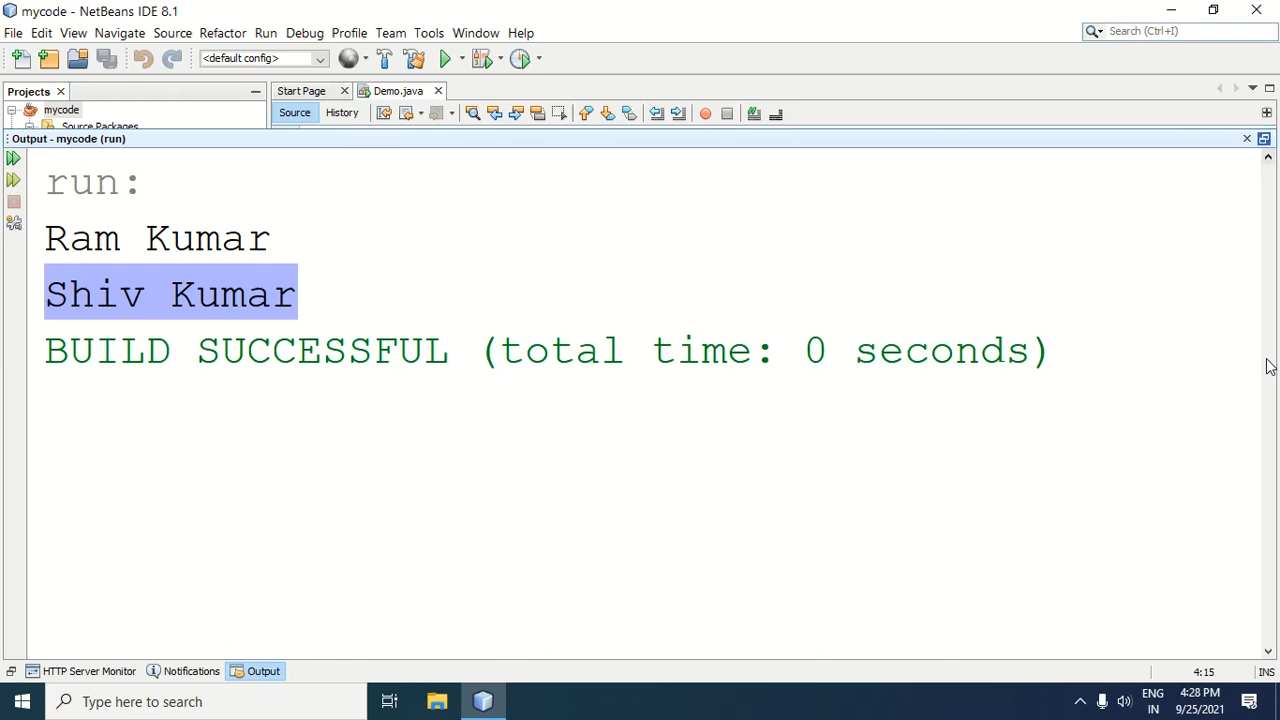 mycode - NetBeans IDE 8.1
File Edit View Navigate Source Refactor Run Debug Profile Team Tools Window Help
Search (Ctrl+I)
<default config>
Projects
Start Page
Demo.java
mycode
Source
History
Source Packages
Output - mycode (run)
run:
Ram Kumar
Shiv Kumar
BUILD SUCCESSFUL (total time: 0 seconds)
HTTP Server Monitor
Notifications
Output
4:15
INS
Type here to search
ENG
IN
4:28 PM
9/25/2021